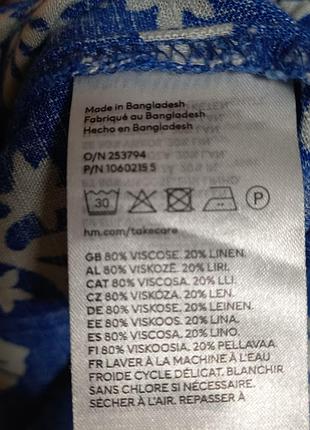 Made in Bangladesh
Fabriqué au Bangladesh
Hecho en Bangladesh
O/N 253794
P/N 1060215 5
30 P
hm.com/takecare
GB 80% VISCOSE. 20% LINEN.
AL 80% VISKOZË. 20% LIRI.
CAT 80% VISCOSA. 20% LLI.
CZ 80% VISKÓZA. 20% LEN.
DE 80% VISKOSE. 20% LEINEN.
EE 80% VISKOOS. 20% LINA.
ES 80% VISCOSA. 20% LINO.
FI 80% VISKOOSIA. 20% PELLAVAA.
FR LAVER À LA MACHINE À L'EAU
FROIDE CYCLE DÉLICAT. BLANCHIR
SANS CHLORE SI NÉCESSAIRE.
SÉCHER À L'AIR. REPASSER À